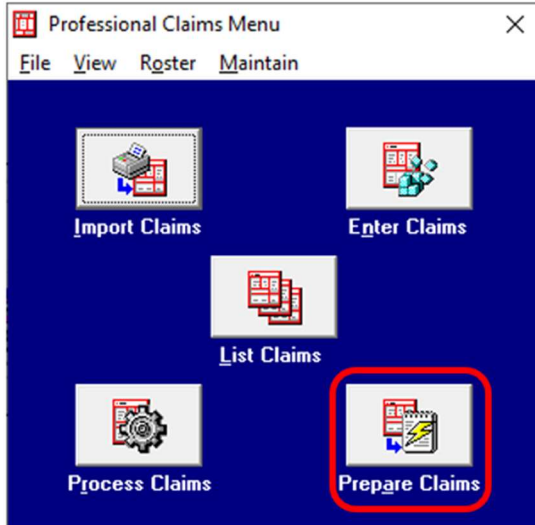 Professional Claims Menu
File View Roster Maintain
Import Claims
Enter Claims
List Claims
Process Claims
Prepare Claims